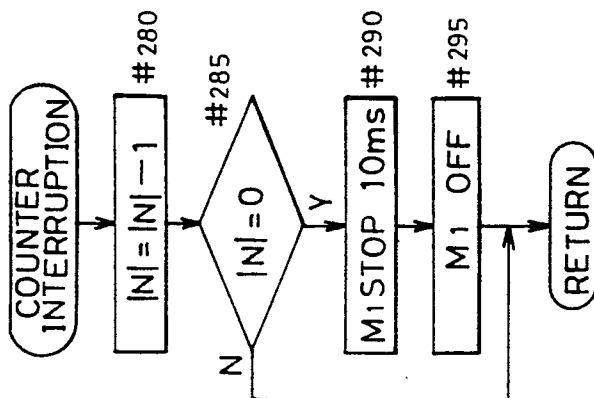 COUNTER
INTERRUPTION
|N|=|N|-1
#280
#285
|N|=0
N
Y
M1STOP 10ms
#290
M1 OFF
#295
RETURN